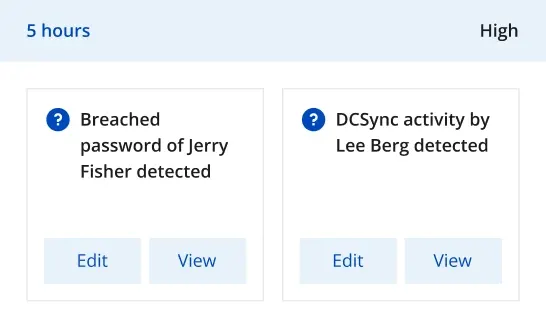 5 hours
High
? Breached
password of Jerry
Fisher detected
Edit
View
? DCSync activity by
Lee Berg detected
Edit
View